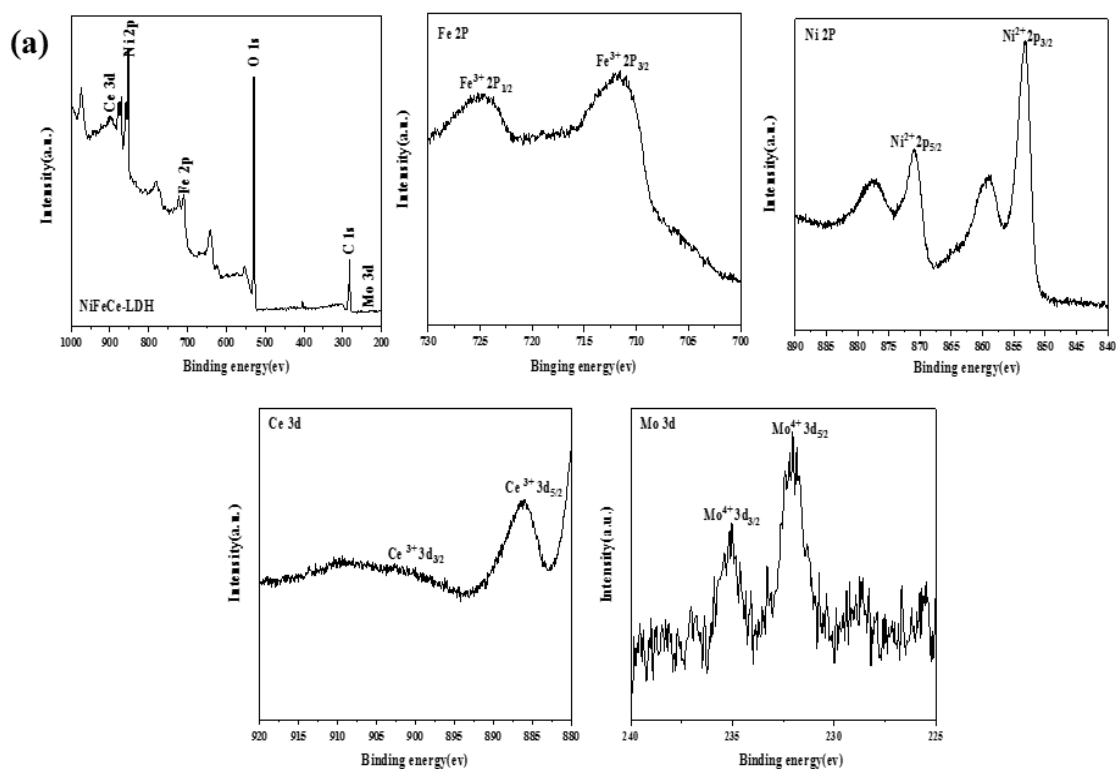 (a)
Ce 3d
Ni 2p
Fe 2p
O 1s
C 1s
Mo 3d
NiFeCe-LDH
Intensity(a.u.)
1000 900 800 700 600 500 400 300 200
Binding energy(ev)
Fe 2P
Fe³⁺ 2P₁/₂
Fe³⁺ 2P₃/₂
Intensity(a.u.)
730 725 720 715 710 705 700
Binging energy(ev)
Ni 2P
Ni²⁺ 2p₃/₂
Ni²⁺ 2p₅/₂
Intensity(a.u.)
890 885 880 875 870 865 860 855 850 845 840
Binding energy(ev)
Ce 3d
Ce ³⁺ 3d₅/₂
Ce ³⁺ 3d₃/₂
Intensity(a.u.)
920 915 910 905 900 895 890 885 880
Binding energy(ev)
Mo 3d
Mo⁴⁺ 3d₅/₂
Mo⁴⁺ 3d₃/₂
Intensity(a.u.)
240 235 230 225
Binding energy(ev)